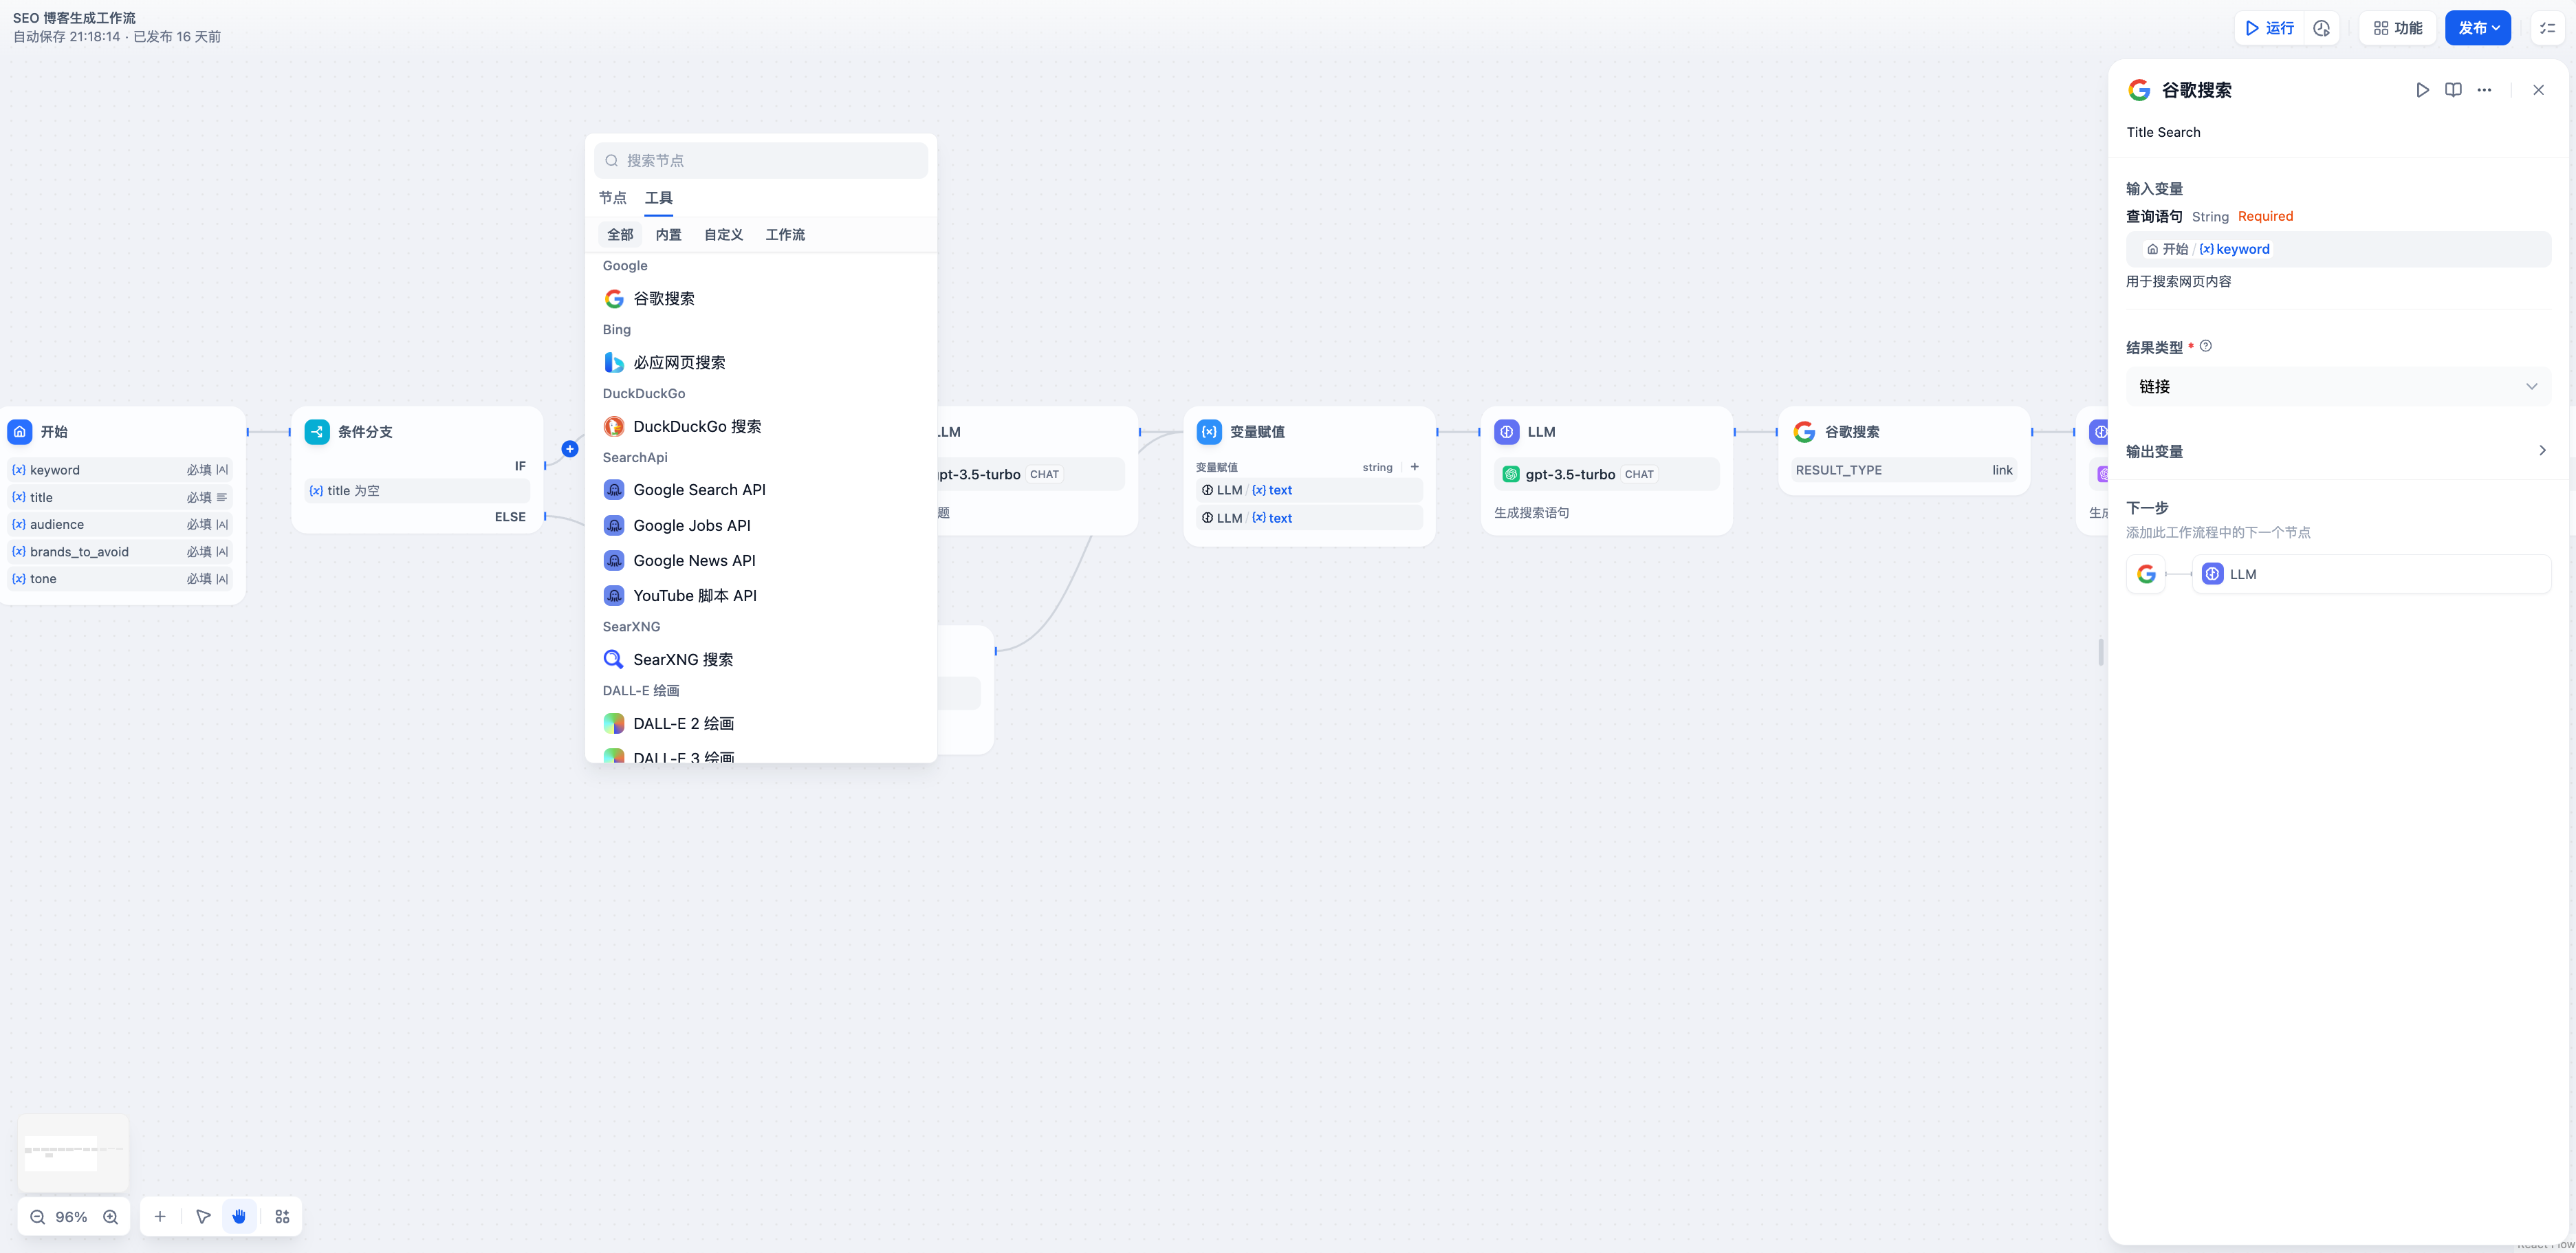 SEO 博客生成工作流
自动保存 21:18:14 · 已发布 16 天前
运行
功能
发布
开始
{x} keyword 必填
{x} title 必填
{x} audience 必填
{x} brands_to_avoid 必填
{x} tone 必填
条件分支
IF
{x} title 为空
ELSE
搜索节点
节点 工具
全部 内置 自定义 工作流
Google
谷歌搜索
Bing
必应网页搜索
DuckDuckGo
DuckDuckGo 搜索
SearchApi
Google Search API
Google Jobs API
Google News API
YouTube 脚本 API
SearXNG
SearXNG 搜索
DALL-E 绘画
DALL-E 2 绘画
DALL-E 3 绘画
LLM
gpt-3.5-turbo CHAT
题
变量赋值
变量赋值 string +
LLM / {x} text
LLM / {x} text
LLM
gpt-3.5-turbo CHAT
生成搜索语句
谷歌搜索
RESULT_TYPE link
生成
谷歌搜索
Title Search
输入变量
查询语句 String Required
开始 / {x} keyword
用于搜索网页内容
结果类型 *
链接
输出变量
下一步
添加此工作流程中的下一个节点
LLM
96%
React Flow